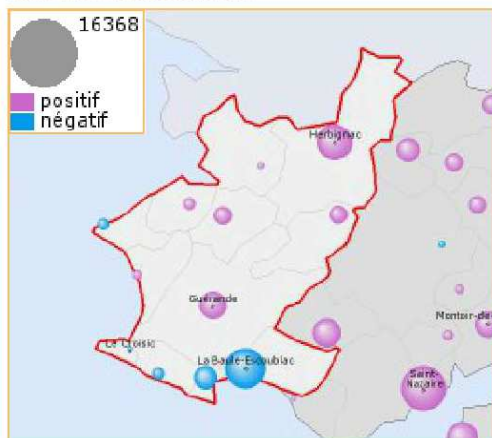 16368
positif
négatif
Herbignac
Guérande
Montoir-de-
Le Croisic
La Baule-Escoublac
Saint-
Nazaire